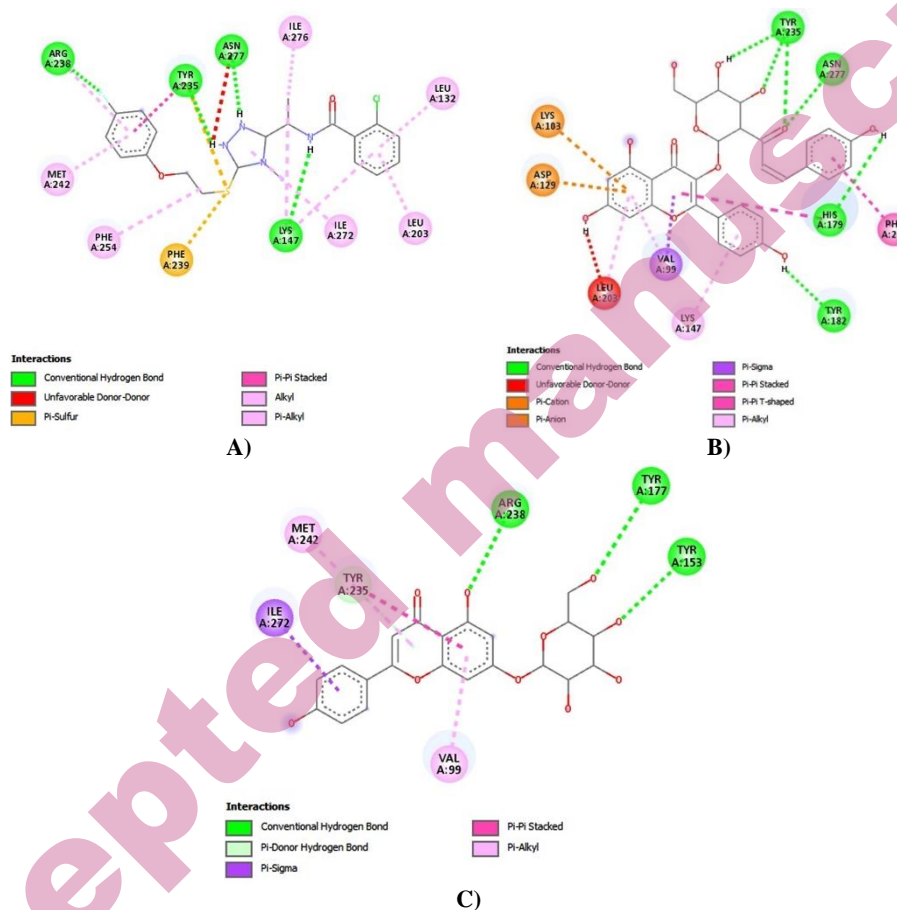 ARG
A:238
TYR
A:235
ASN
A:277
ILE
A:276
LEU
A:132
MET
A:242
PHE
A:254
PHE
A:239
LYS
A:147
ILE
A:272
LEU
A:203
Interactions
Conventional Hydrogen Bond
Unfavorable Donor-Donor
Pi-Sulfur
Pi-Pi Stacked
Alkyl
Pi-Alkyl
A)
TYR
A:235
ASN
A:277
LYS
A:103
ASP
A:129
HIS
A:179
LEU
A:203
VAL
A:99
LYS
A:147
TYR
A:182
Interactions
Conventional Hydrogen Bond
Unfavorable Donor-Donor
Pi-Cation
Pi-Anion
Pi-Sigma
Pi-Pi Stacked
Pi-Pi T-shaped
Pi-Alkyl
B)
MET
A:242
TYR
A:235
ARG
A:238
TYR
A:177
TYR
A:153
ILE
A:272
VAL
A:99
Interactions
Conventional Hydrogen Bond
Pi-Donor Hydrogen Bond
Pi-Sigma
Pi-Pi Stacked
Pi-Alkyl
C)
epted manusc